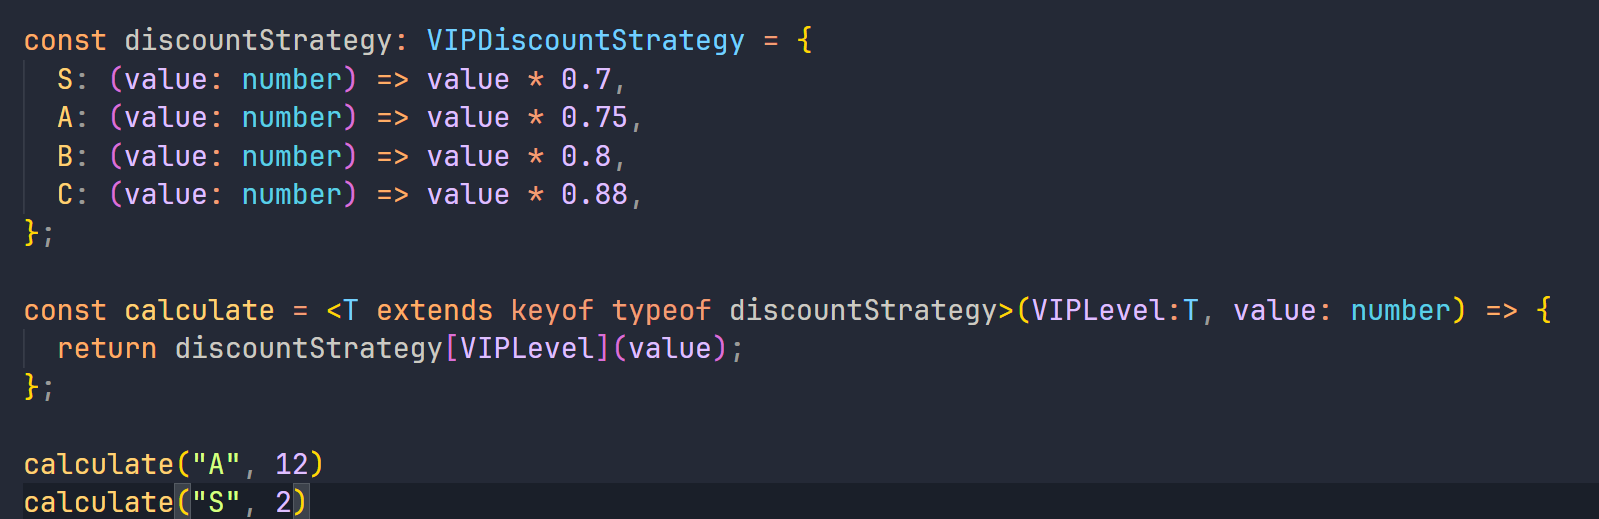 const discountStrategy: VIPDiscountStrategy = {
  S: (value: number) => value * 0.7,
  A: (value: number) => value * 0.75,
  B: (value: number) => value * 0.8,
  C: (value: number) => value * 0.88,
};

const calculate = <T extends keyof typeof discountStrategy>(VIPLevel:T, value: number) => {
  return discountStrategy[VIPLevel](value);
};

calculate("A", 12)
calculate("S", 2)